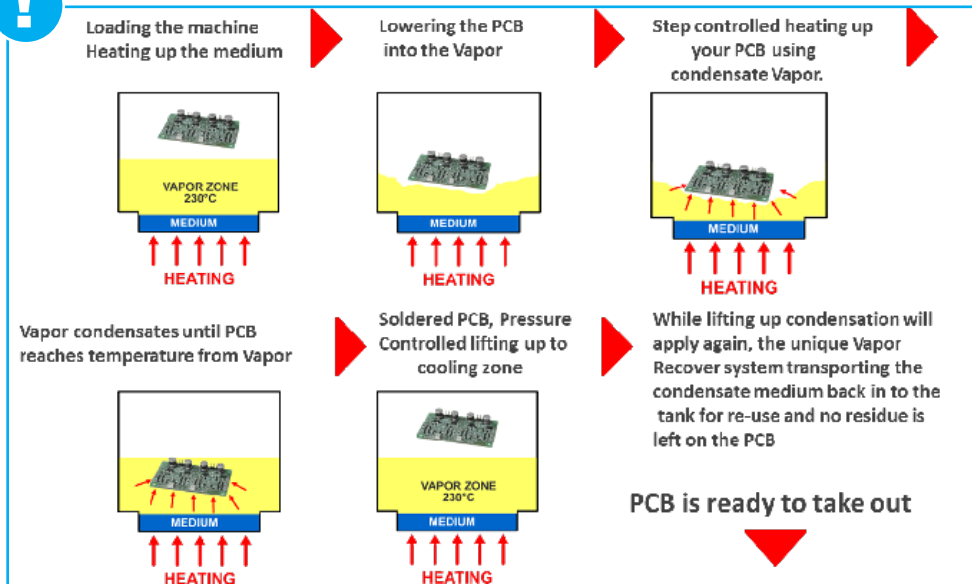 !
Loading the machine
Heating up the medium
Lowering the PCB
into the Vapor
Step controlled heating up
your PCB using
condensate Vapor.
VAPOR ZONE
230°C
MEDIUM
HEATING
MEDIUM
HEATING
MEDIUM
HEATING
Vapor condensates until PCB
reaches temperature from Vapor
Soldered PCB, Pressure
Controlled lifting up to
cooling zone
While lifting up condensation will
apply again, the unique Vapor
Recover system transporting the
condensate medium back in to the
tank for re-use and no residue is
left on the PCB
MEDIUM
HEATING
VAPOR ZONE
230°C
MEDIUM
HEATING
PCB is ready to take out